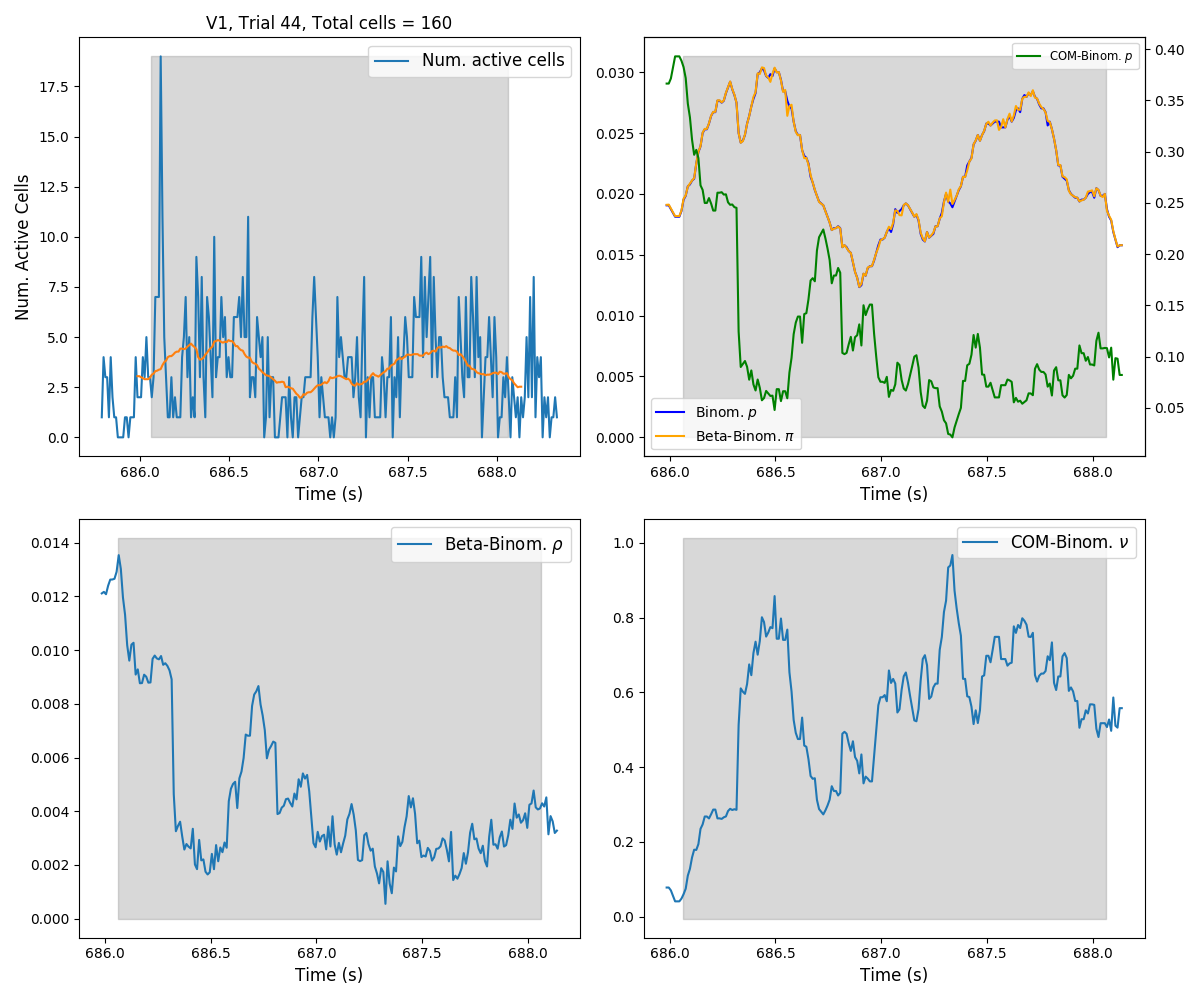 V1, Trial 44, Total cells = 160
Num. active cells
17.5
15.0
12.5
10.0
7.5
5.0
2.5
0.0
Num. Active Cells
686.0 686.5 687.0 687.5 688.0
Time (s)
COM-Binom. p
0.030
0.025
0.020
0.015
0.010
0.005
0.000
0.40
0.35
0.30
0.25
0.20
0.15
0.10
0.05
Binom. p
Beta-Binom. π
686.0 686.5 687.0 687.5 688.0
Time (s)
Beta-Binom. ρ
0.014
0.012
0.010
0.008
0.006
0.004
0.002
0.000
686.0 686.5 687.0 687.5 688.0
Time (s)
COM-Binom. ν
1.0
0.8
0.6
0.4
0.2
0.0
686.0 686.5 687.0 687.5 688.0
Time (s)